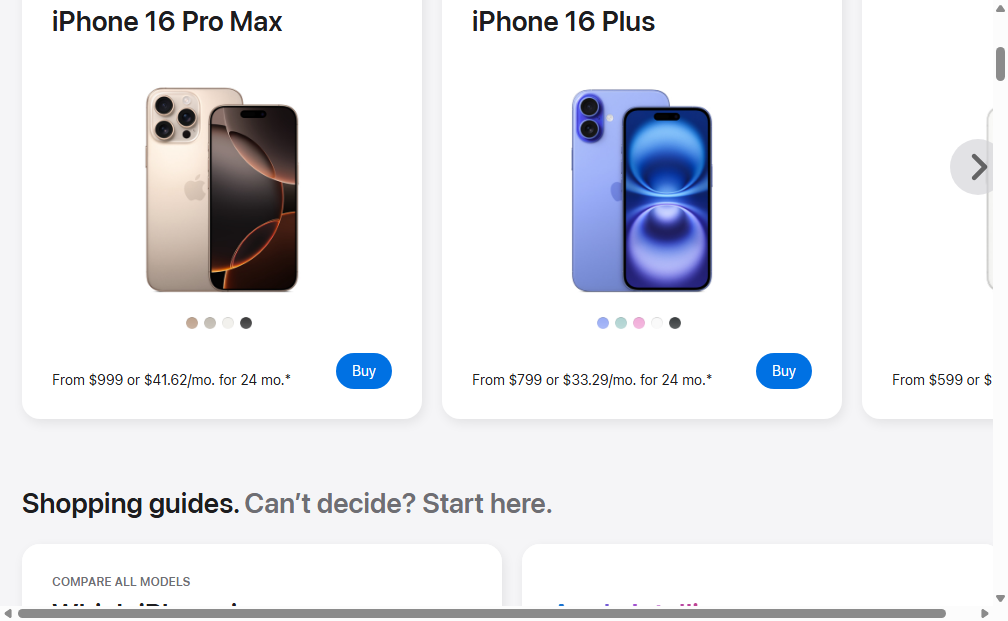 iPhone 16 Pro Max
iPhone 16 Plus
From $999 or $41.62/mo. for 24 mo.*
Buy
From $799 or $33.29/mo. for 24 mo.*
Buy
From $599 or $
Shopping guides. Can’t decide? Start here.
COMPARE ALL MODELS